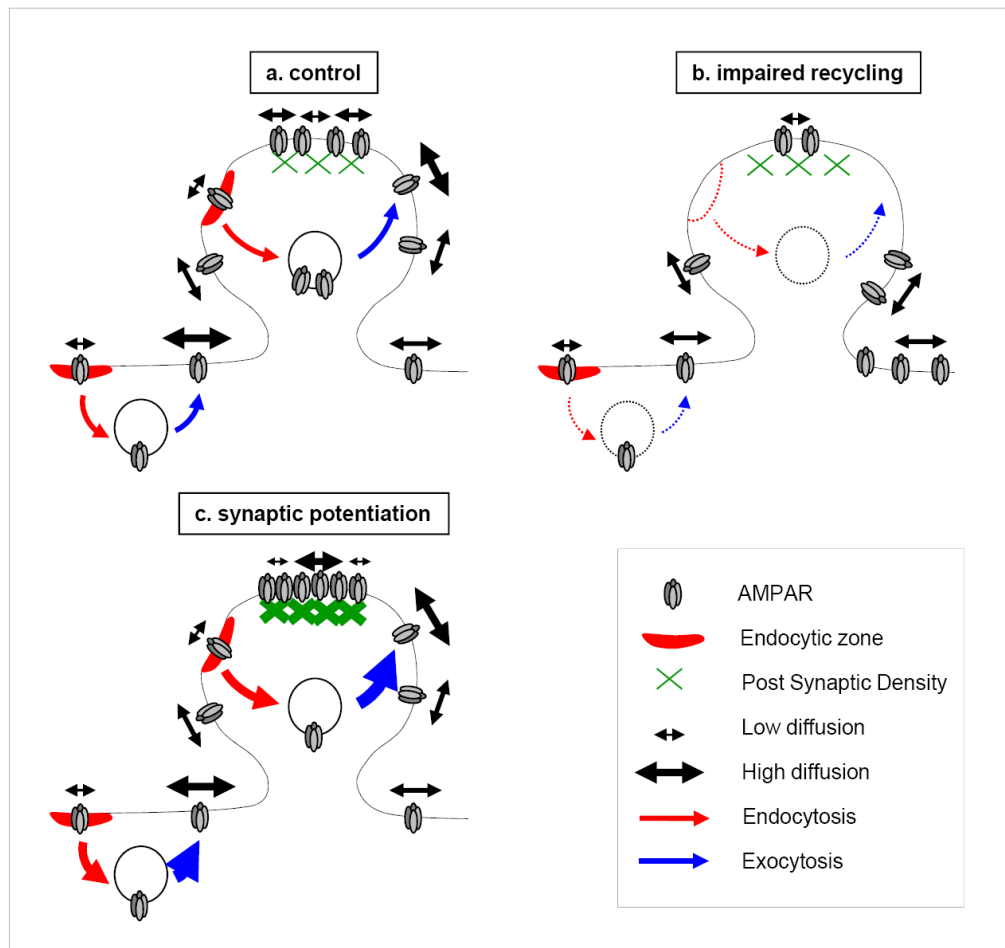 a. control
b. impaired recycling
c. synaptic potentiation
AMPAR
Endocytic zone
Post Synaptic Density
Low diffusion
High diffusion
Endocytosis
Exocytosis